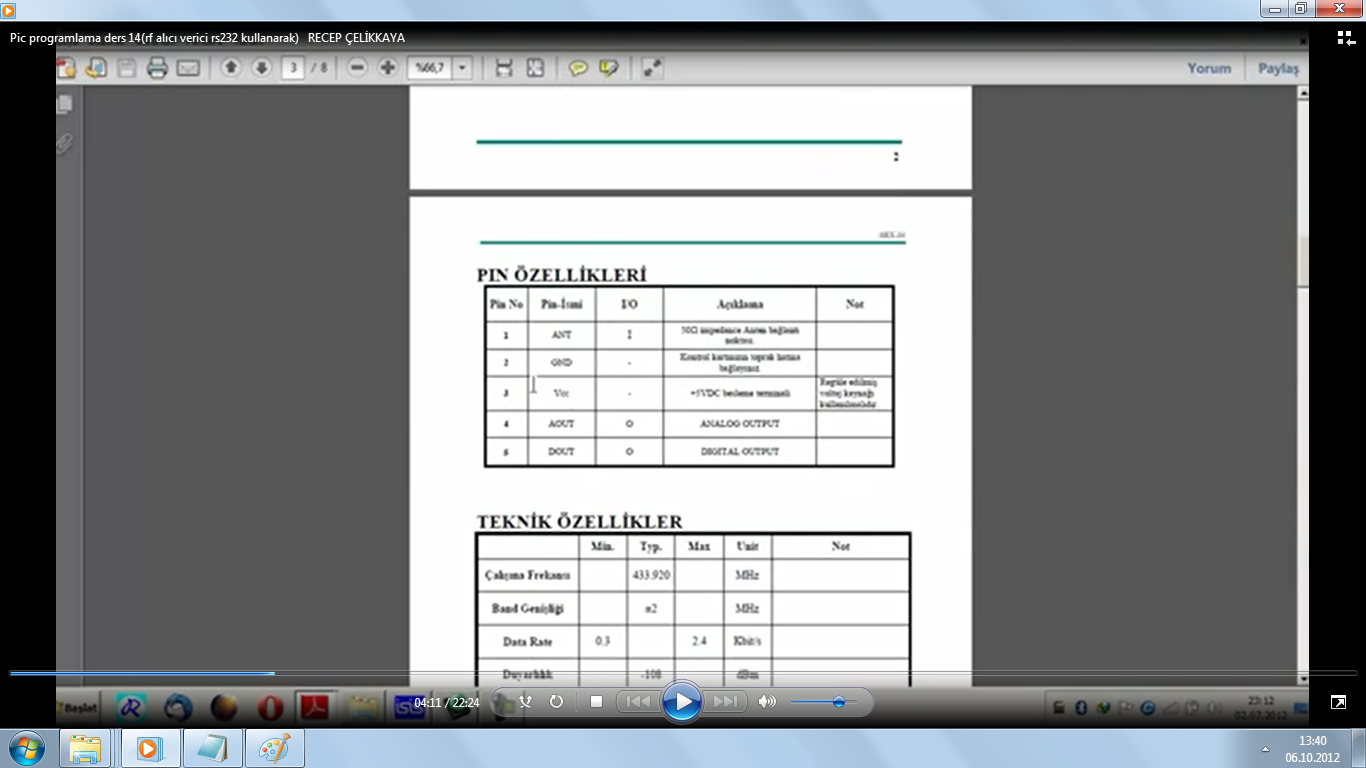 Pic programlama ders 14(rf alıcı verici rs232 kullanarak) RECEP ÇELİKKAYA
3 / 8
%66,7
Yorum
Paylaş
2
PIN ÖZELLİKLERİ
Pin No Pin-İsmi I/O Açıklama Not
1 ANT I 50Ω impedance Anten bağlantı
noktası.
2 GND - Kontrol kartınızın toprak hattına
bağlayınız.
3 Vcc - +5VDC besleme terminali Regüle edilmiş
voltaj kaynağı
kullanılmalıdır
4 AOUT O ANALOG OUTPUT
5 DOUT O DIGITAL OUTPUT
TEKNİK ÖZELLİKLER
Min. Typ. Max Unit Not
Çalışma Frekansı 433.920 MHz
Band Genişliği ±2 MHz
Data Rate 0.3 2.4 Kbit/s
Duyarlılık -108 dBm
Başlat
04:11 / 22:24
23:12
02.07.2012
13:40
06.10.2012